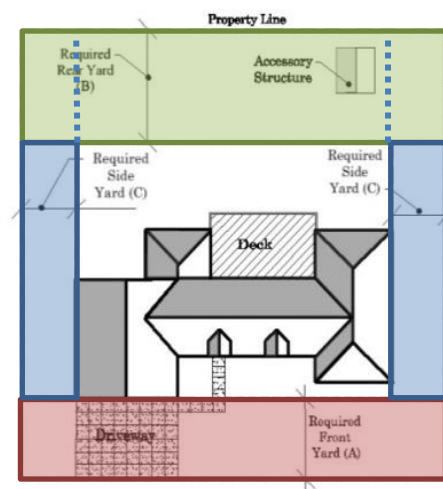 Property Line
Required
Rear Yard
(B)
Accessory
Structure
Required
Side
Yard (C)
Required
Side
Yard (C)
Deck
Driveway
Required
Front
Yard (A)